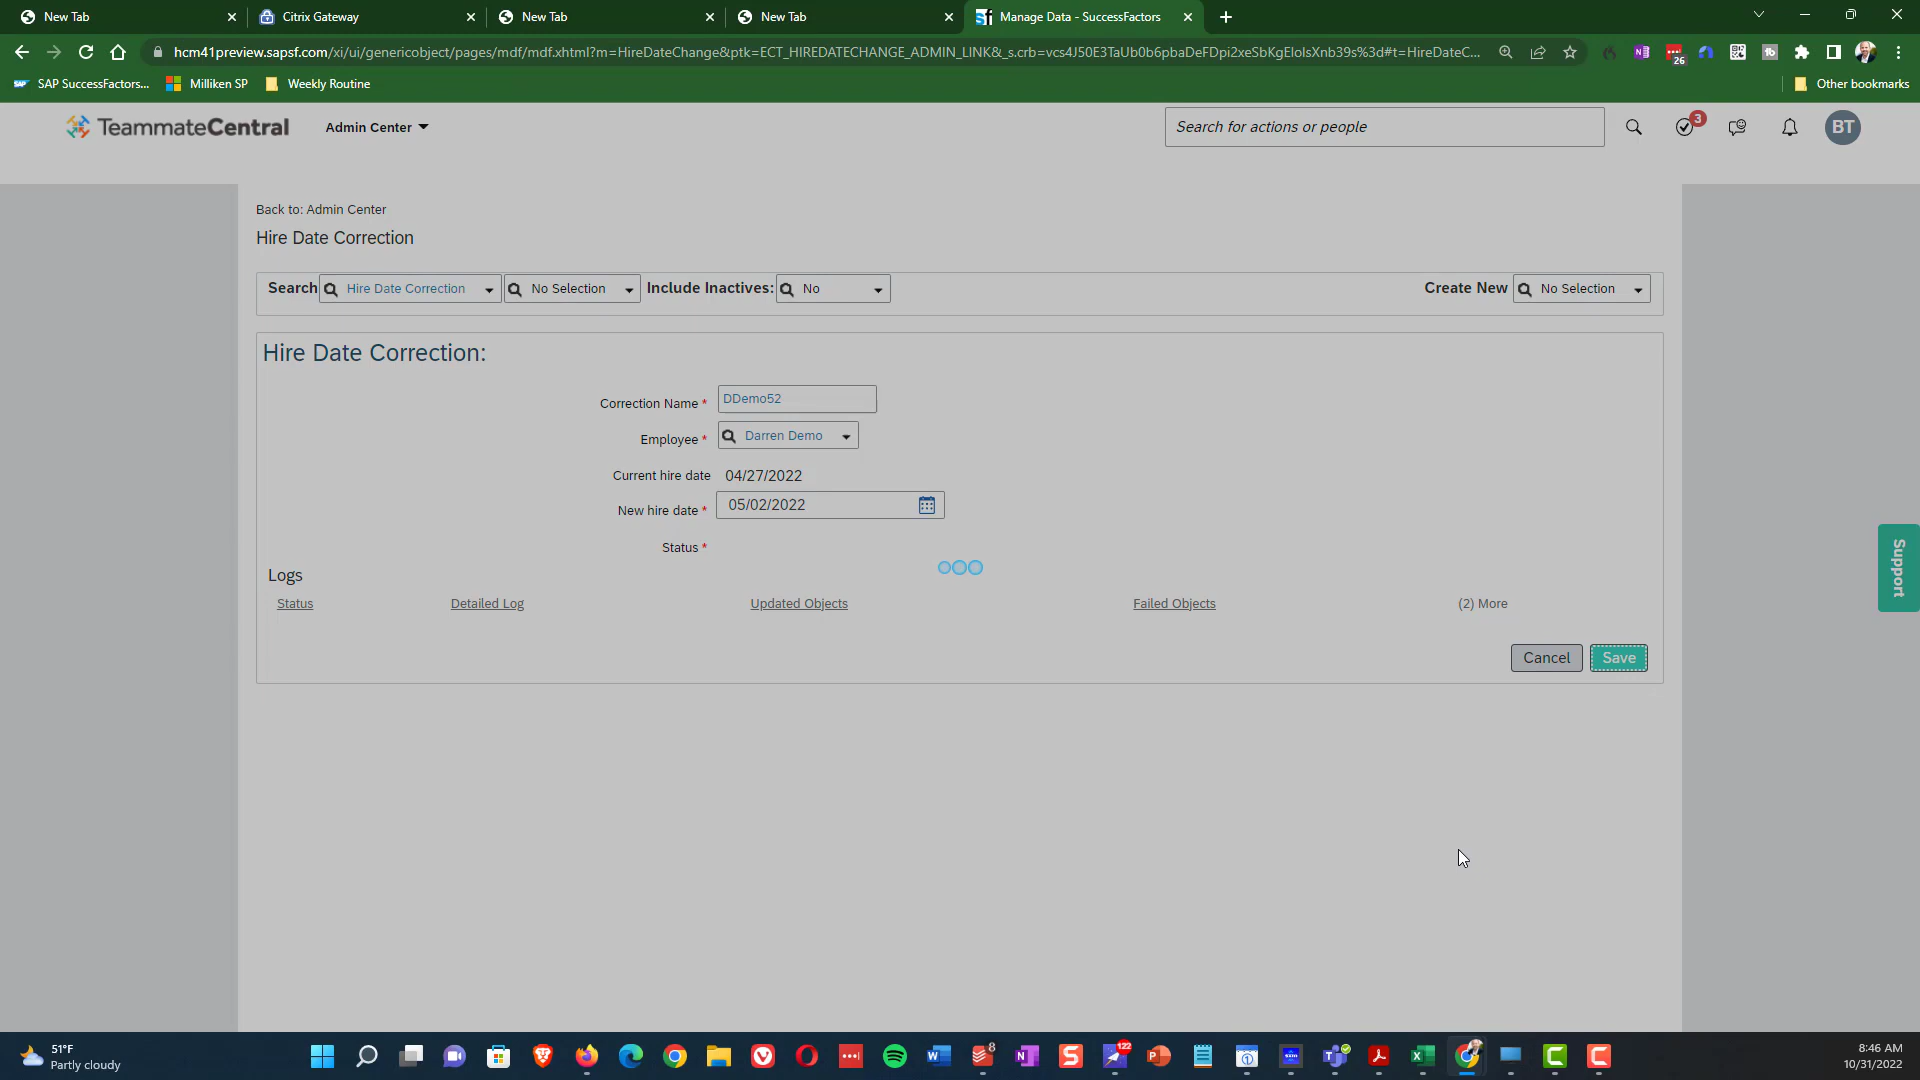 New Tab
Citrix Gateway
New Tab
New Tab
Manage Data - SuccessFactors
hcm41preview.sapsf.com/xi/ui/genericobject/pages/mdf/mdf.xhtml?m=HireDateChange&ptk=ECT_HIREDATECHANGE_ADMIN_LINK&_s.crb=vcs4J50E3TaUb0b6pbaDeFDpi2xeSbKgEIolsXnb39s%3d#t=HireDateC...
26
SAP SuccessFactors...
Milliken SP
Weekly Routine
Other bookmarks
TeammateCentral
Admin Center
Search for actions or people
3
BT
Back to: Admin Center
Hire Date Correction
Search
Hire Date Correction
No Selection
Include Inactives:
No
Create New
No Selection
Hire Date Correction:
Correction Name *
DDemo52
Employee *
Darren Demo
Current hire date
04/27/2022
New hire date *
05/02/2022
Status *
Logs
Status
Detailed Log
Updated Objects
Failed Objects
(2) More
Cancel
Save
Support
51°F
Partly cloudy
8
122
8:46 AM
10/31/2022